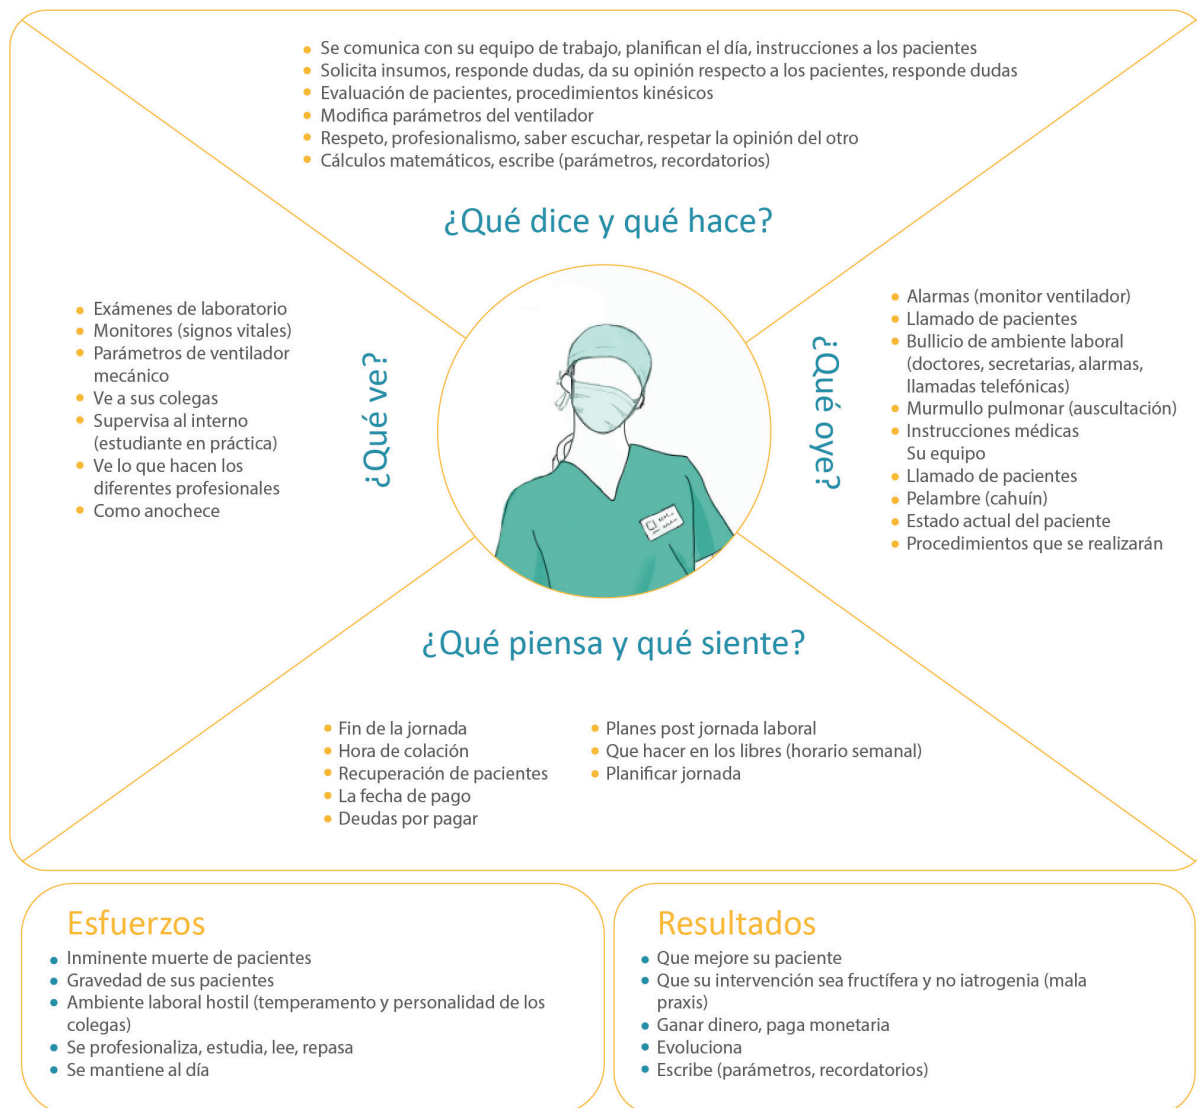 Se comunica con su equipo de trabajo, planifican el día, instrucciones a los pacientes
Solicita insumos, responde dudas, da su opinión respecto a los pacientes, responde dudas
Evaluación de pacientes, procedimientos kinésicos
Modifica parámetros del ventilador
Respeto, profesionalismo, saber escuchar, respetar la opinión del otro
Cálculos matemáticos, escribe (parámetros, recordatorios)
¿Qué dice y qué hace?
Exámenes de laboratorio
Monitores (signos vitales)
Parámetros de ventilador
mecánico
Ve a sus colegas
Supervisa al interno
(estudiante en práctica)
Ve lo que hacen los
diferentes profesionales
Como anochece
¿Qué ve?
¿Qué oye?
Alarmas (monitor ventilador)
Llamado de pacientes
Bullicio de ambiente laboral
(doctores, secretarias, alarmas,
llamadas telefónicas)
Murmullo pulmonar (auscultación)
Instrucciones médicas
Su equipo
Llamado de pacientes
Pelambre (cahuín)
Estado actual del paciente
Procedimientos que se realizarán
¿Qué piensa y qué siente?
Fin de la jornada
Hora de colación
Recuperación de pacientes
La fecha de pago
Deudas por pagar
Planes post jornada laboral
Que hacer en los libres (horario semanal)
Planificar jornada
Esfuerzos
Inminente muerte de pacientes
Gravedad de sus pacientes
Ambiente laboral hostil (temperamento y personalidad de los
colegas)
Se profesionaliza, estudia, lee, repasa
Se mantiene al día
Resultados
Que mejore su paciente
Que su intervención sea fructífera y no iatrogenia (mala
praxis)
Ganar dinero, paga monetaria
Evoluciona
Escribe (parámetros, recordatorios)